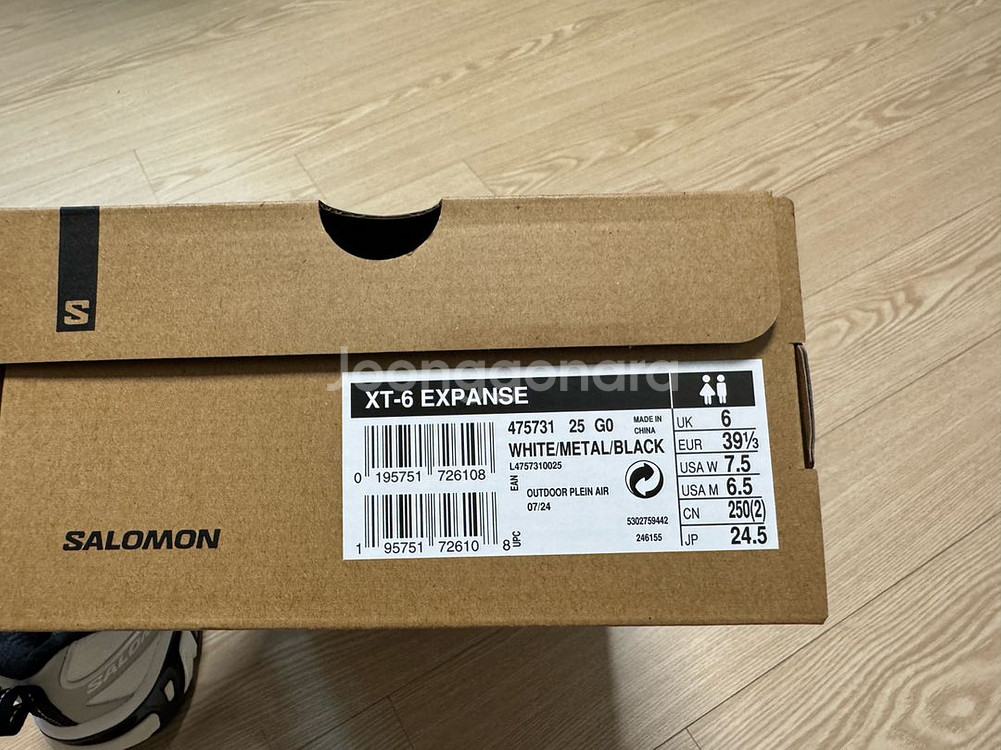 S
Joonggonara
XT-6 EXPANSE
475731 25 G0
MADE IN
CHINA
WHITE/METAL/BLACK
L4757310025
0 195751 726108
EAN
OUTDOOR PLEIN AIR
07/24
5302759442
246155
1 95751 72610 8
UPC
UK 6
EUR 39⅓
USA W 7.5
USA M 6.5
CN 250(2)
JP 24.5
SALOMON
SALOMON